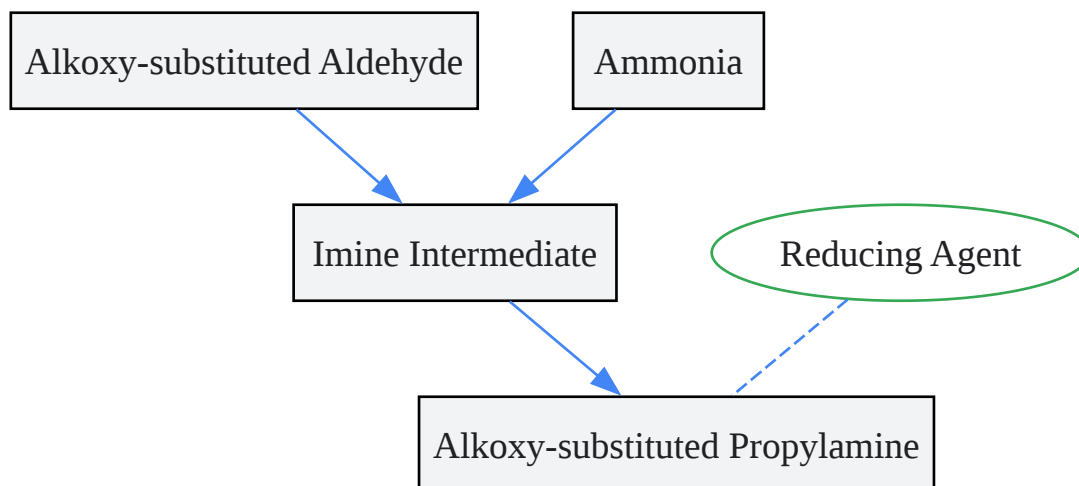 Alkoxy-substituted Aldehyde
Ammonia
Imine Intermediate
Reducing Agent
Alkoxy-substituted Propylamine